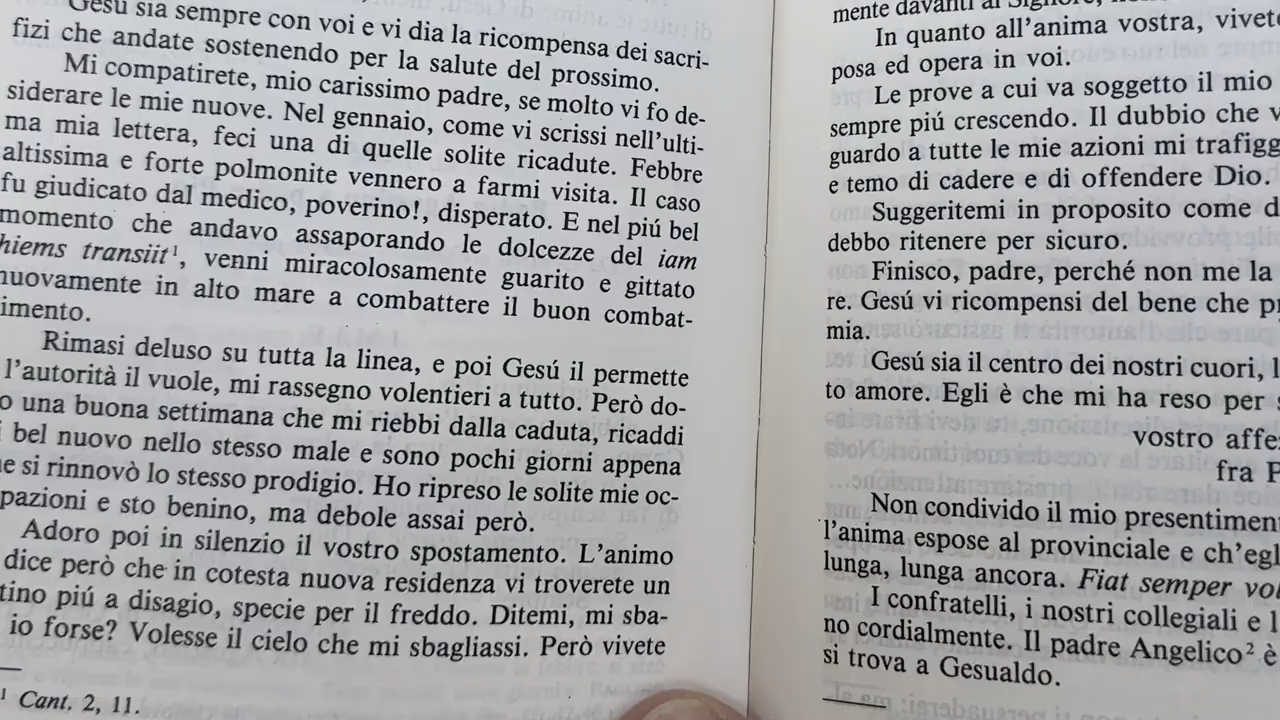 Gesú sia sempre con voi e vi dia la ricompensa dei sacri-
fizi che andate sostenendo per la salute del prossimo.
Mi compatirete, mio carissimo padre, se molto vi fo de-
siderare le mie nuove. Nel gennaio, come vi scrissi nell'ulti-
ma mia lettera, feci una di quelle solite ricadute. Febbre
altissima e forte polmonite vennero a farmi visita. Il caso
fu giudicato dal medico, poverino!, disperato. E nel piú bel
momento che andavo assaporando le dolcezze del iam
hiems transiit¹, venni miracolosamente guarito e gittato
nuovamente in alto mare a combattere il buon combat-
imento.
Rimasi deluso su tutta la linea, e poi Gesú il permette
l'autorità il vuole, mi rassegno volentieri a tutto. Però do-
o una buona settimana che mi riebbi dalla caduta, ricaddi
bel nuovo nello stesso male e sono pochi giorni appena
e si rinnovò lo stesso prodigio. Ho ripreso le solite mie oc-
pazioni e sto benino, ma debole assai però.
Adoro poi in silenzio il vostro spostamento. L'animo
dice però che in cotesta nuova residenza vi troverete un
tino piú a disagio, specie per il freddo. Ditemi, mi sba-
io forse? Volesse il cielo che mi sbagliassi. Però vivete
¹ Cant. 2, 11.
mente davanti al
In quanto all'anima vostra, vivet
posa ed opera in voi.
Le prove a cui va soggetto il mio
sempre piú crescendo. Il dubbio che v
guardo a tutte le mie azioni mi trafigg
e temo di cadere e di offendere Dio.
Suggeritemi in proposito come d
debbo ritenere per sicuro.
Finisco, padre, perché non me la
re. Gesú vi ricompensi del bene che p
mia.
Gesú sia il centro dei nostri cuori, l
to amore. Egli è che mi ha reso per s
vostro affe
fra F
Non condivido il mio presentimen
l'anima espose al provinciale e ch'egl
lunga, lunga ancora. Fiat semper vol
I confratelli, i nostri collegiali e l
no cordialmente. Il padre Angelico² è
si trova a Gesualdo.